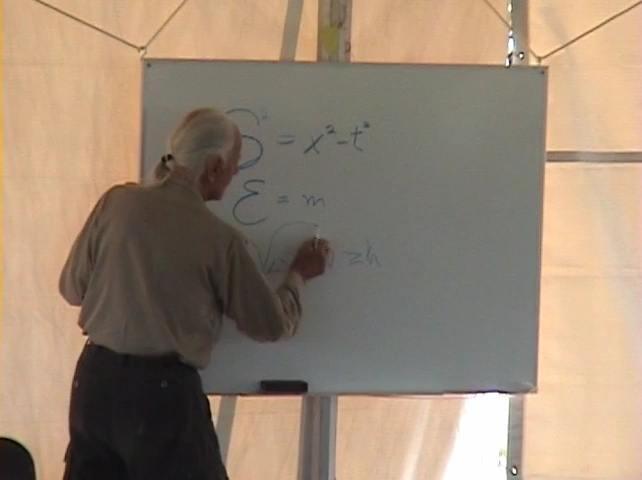 S² = x² - t²
ℰ = m
≥ ħ